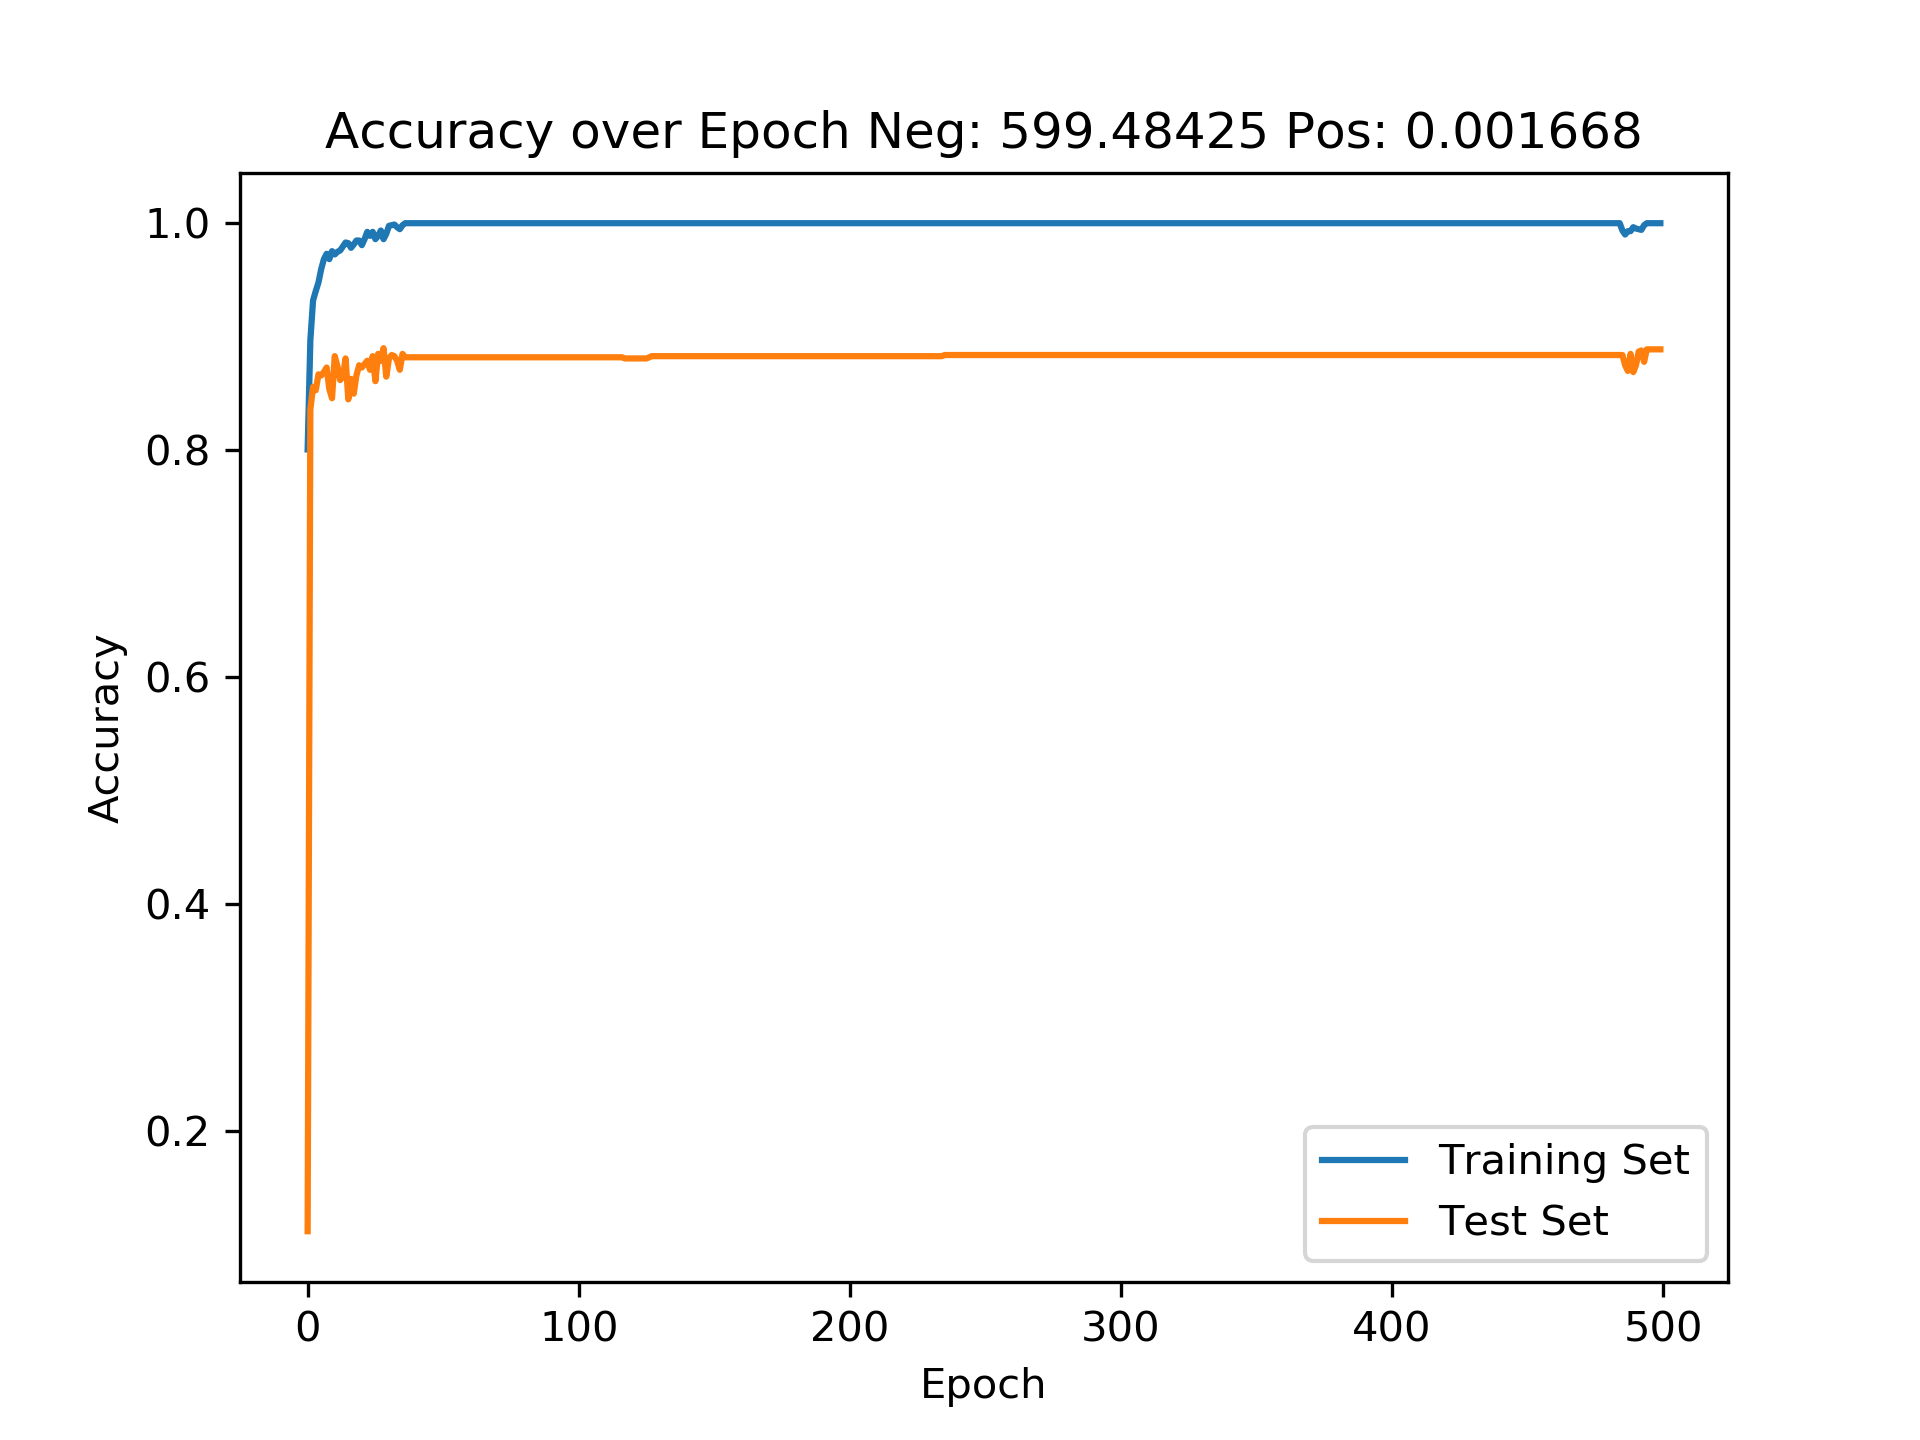 Accuracy over Epoch Neg: 599.48425 Pos: 0.001668
1.0
0.8
0.6
0.4
0.2
Accuracy
Training Set
Test Set
0 100 200 300 400 500
Epoch